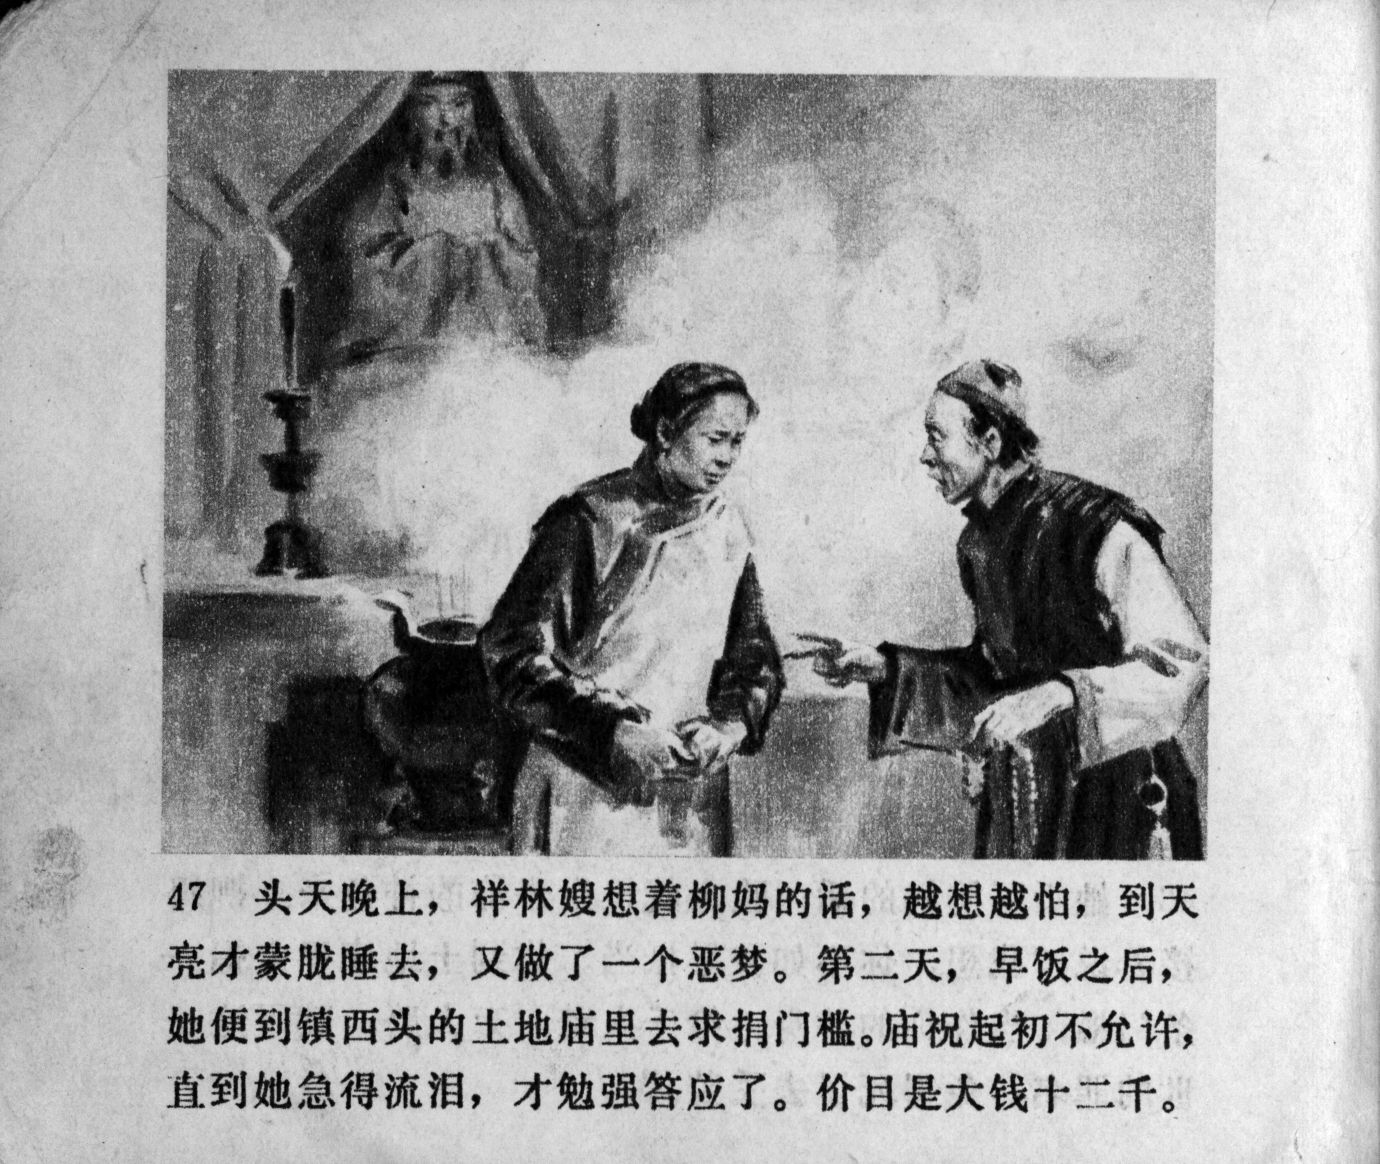 47 头天晚上，祥林嫂想着柳妈的话，越想越怕，到天
亮才蒙胧睡去，又做了一个恶梦。第二天，早饭之后，
她便到镇西头的土地庙里去求捐门槛。庙祝起初不允许，
直到她急得流泪，才勉强答应了。价目是大钱十二千。